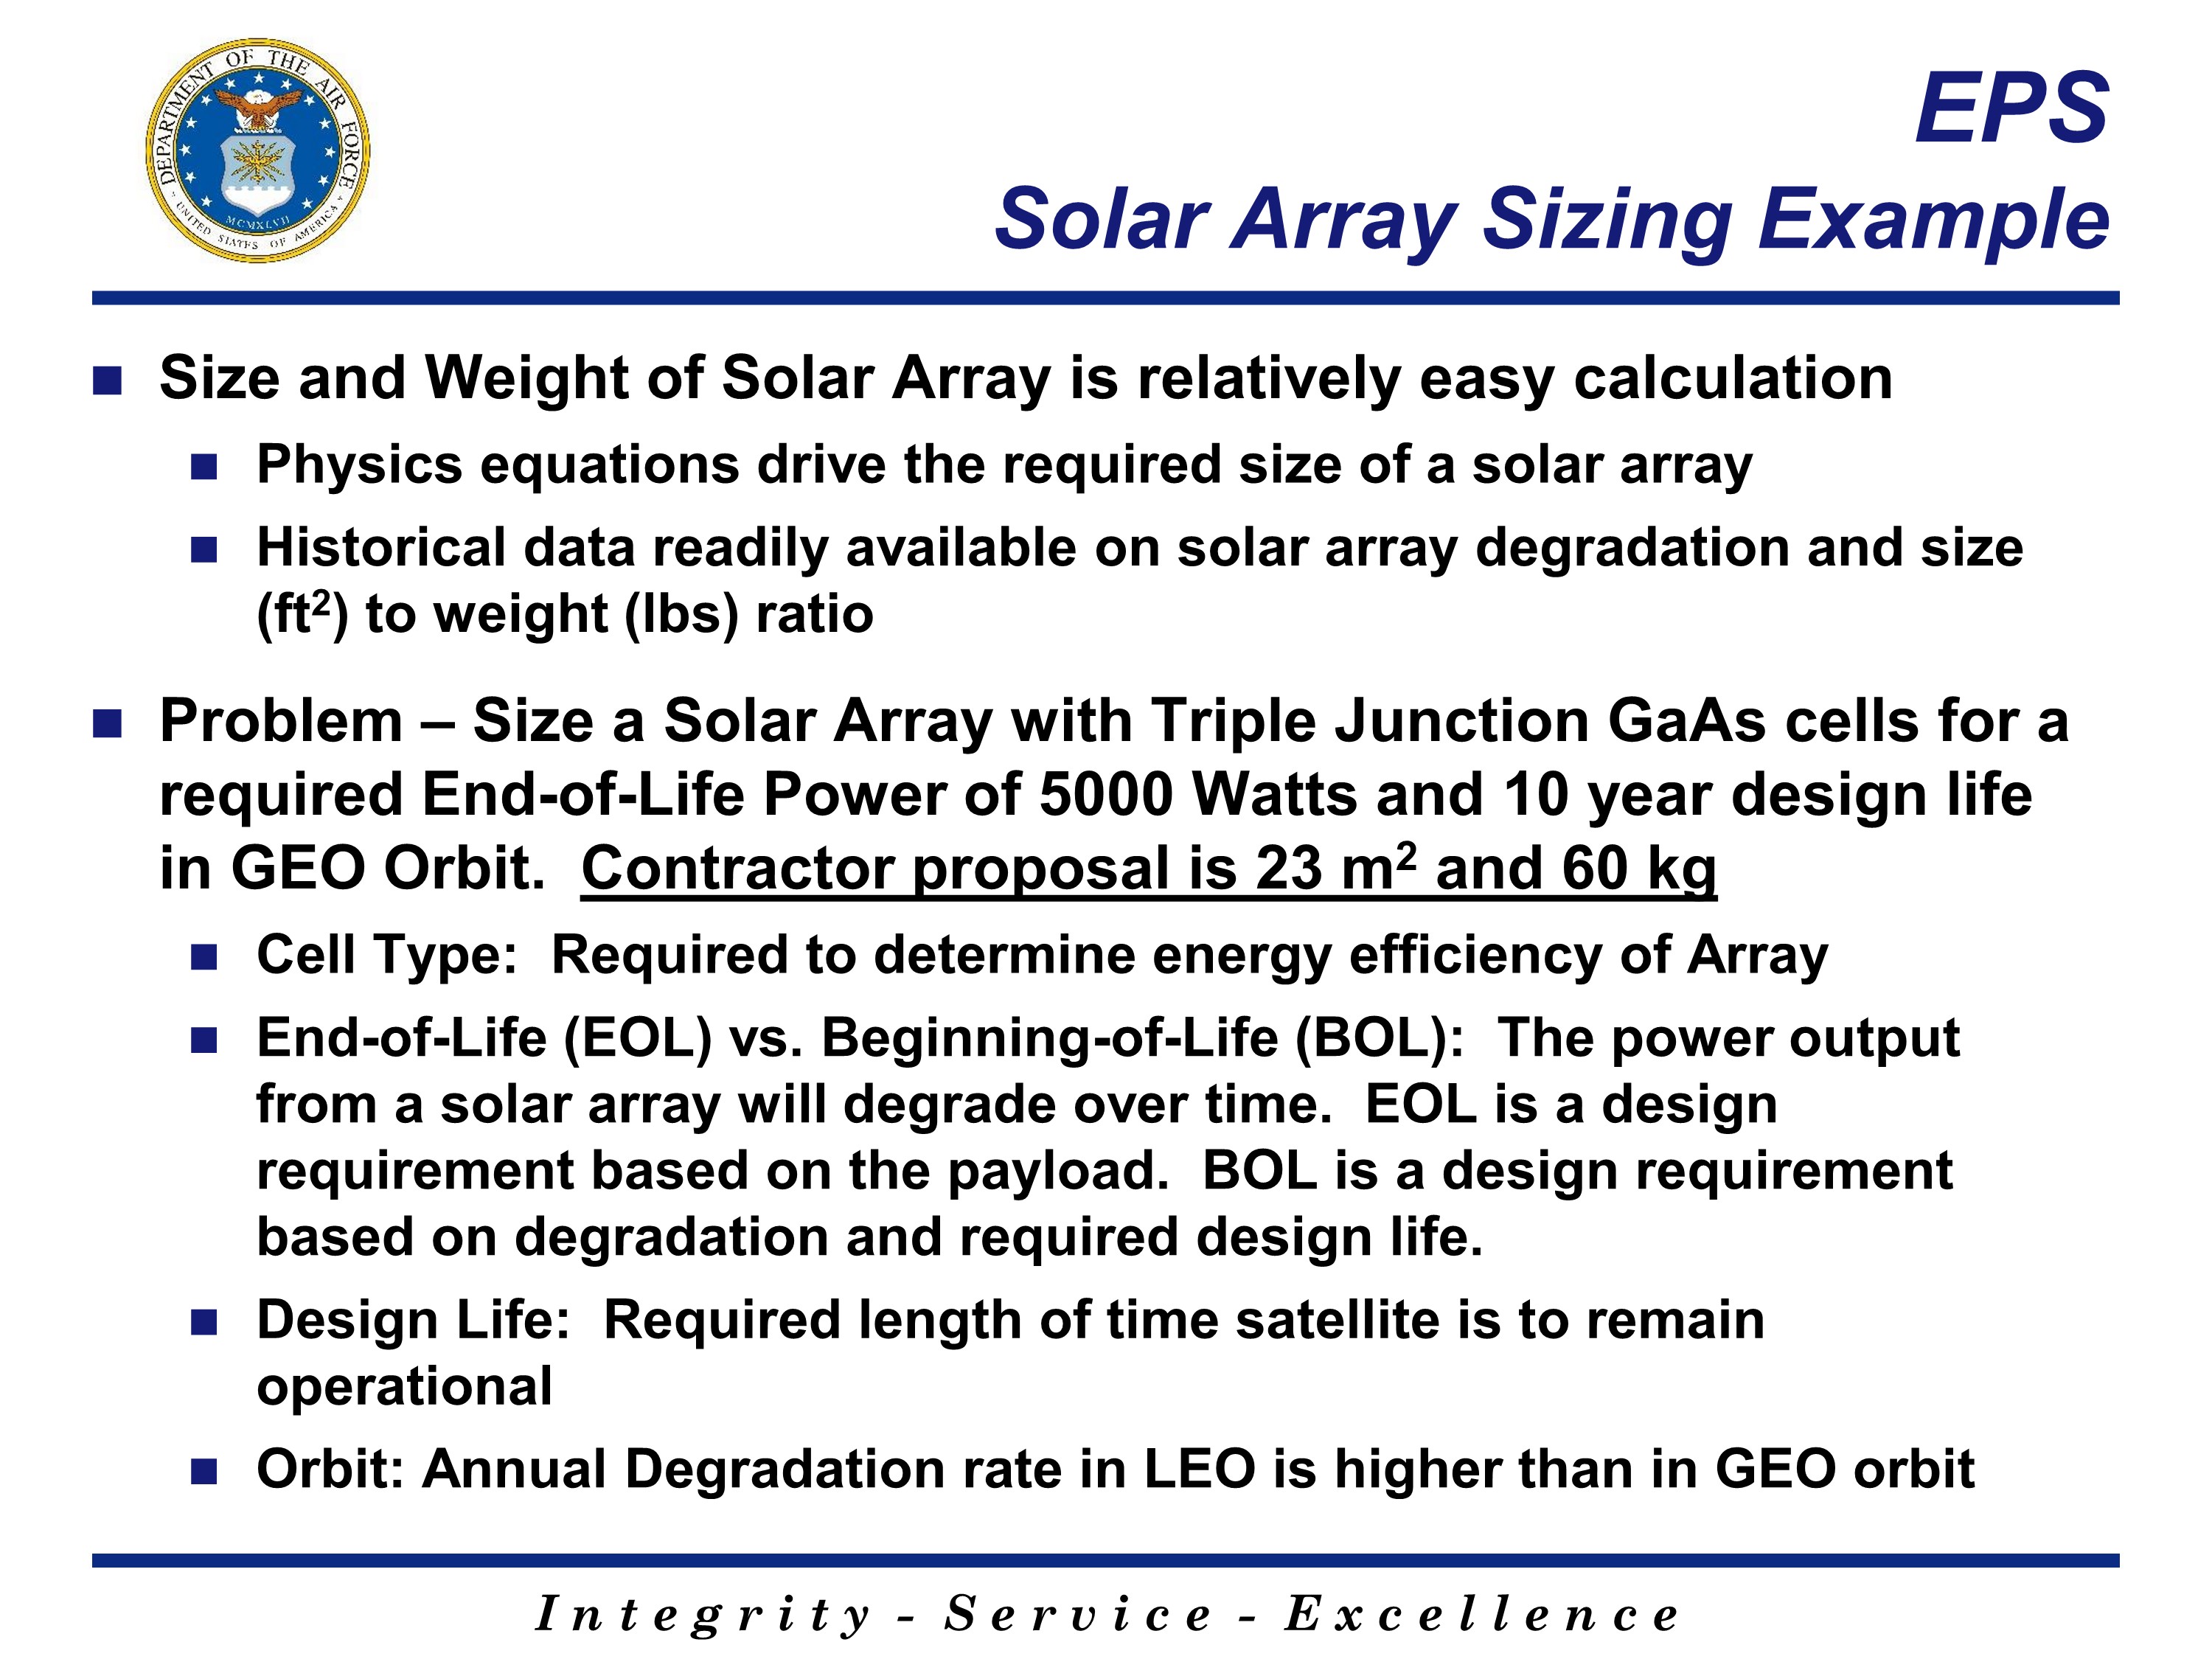 DEPARTMENT OF THE AIR FORCE
MCMXLVII
UNITED STATES OF AMERICA
EPS
Solar Array Sizing Example
Size and Weight of Solar Array is relatively easy calculation
Physics equations drive the required size of a solar array
Historical data readily available on solar array degradation and size
(ft²) to weight (lbs) ratio
Problem – Size a Solar Array with Triple Junction GaAs cells for a
required End-of-Life Power of 5000 Watts and 10 year design life
in GEO Orbit. Contractor proposal is 23 m² and 60 kg
Cell Type: Required to determine energy efficiency of Array
End-of-Life (EOL) vs. Beginning-of-Life (BOL): The power output
from a solar array will degrade over time. EOL is a design
requirement based on the payload. BOL is a design requirement
based on degradation and required design life.
Design Life: Required length of time satellite is to remain
operational
Orbit: Annual Degradation rate in LEO is higher than in GEO orbit
Integrity - Service - Excellence